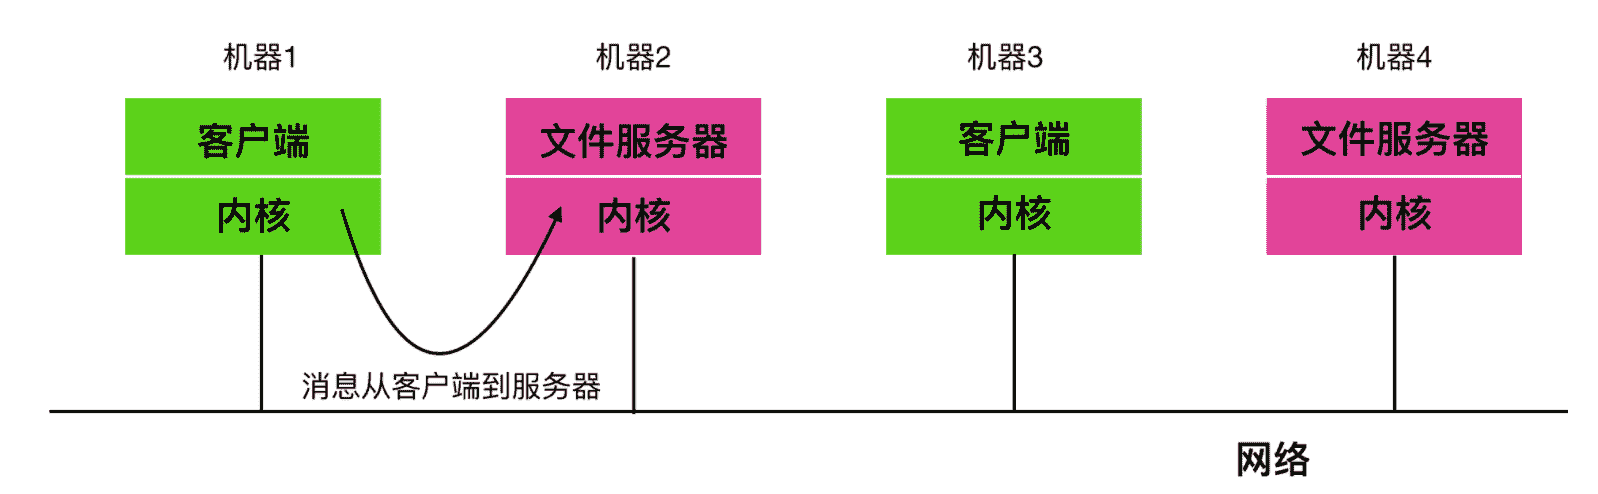 机器1
机器2
机器3
机器4
客户端
文件服务器
客户端
文件服务器
内核
内核
内核
内核
消息从客户端到服务器
网络